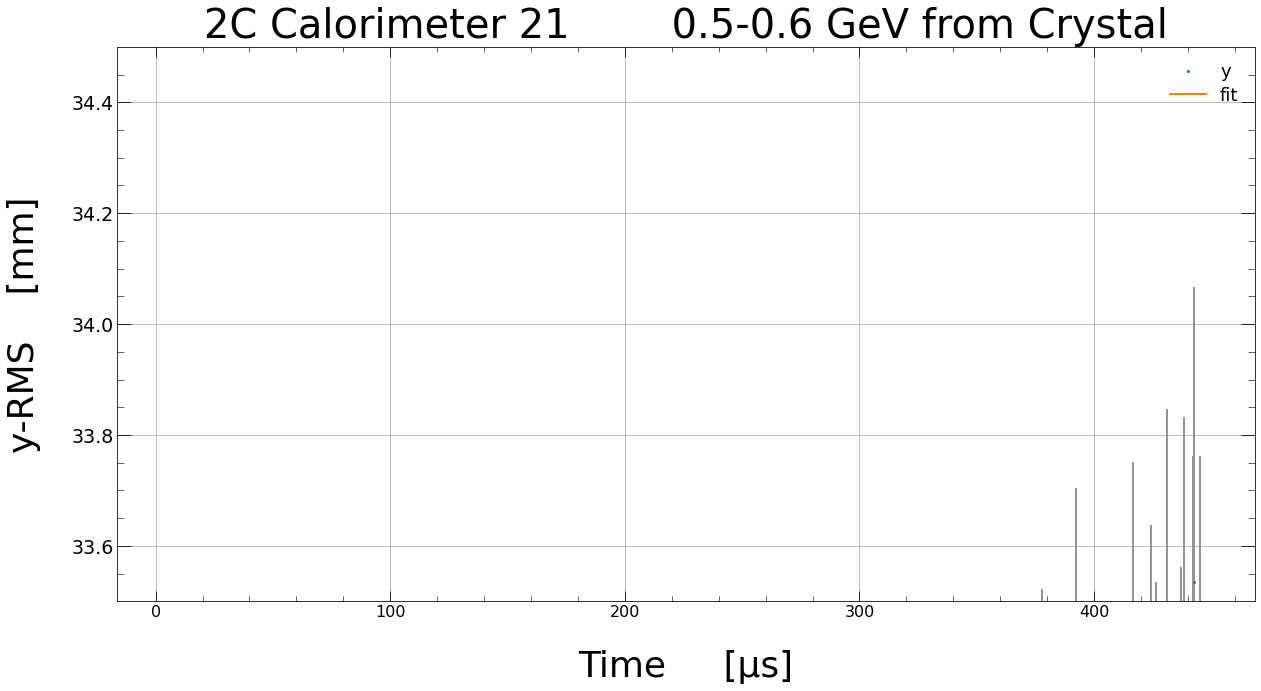 2C Calorimeter 21 0.5-0.6 GeV from Crystal
y
fit
34.4
34.2
34.0
33.8
33.6
y-RMS [mm]
0 100 200 300 400
Time [µs]